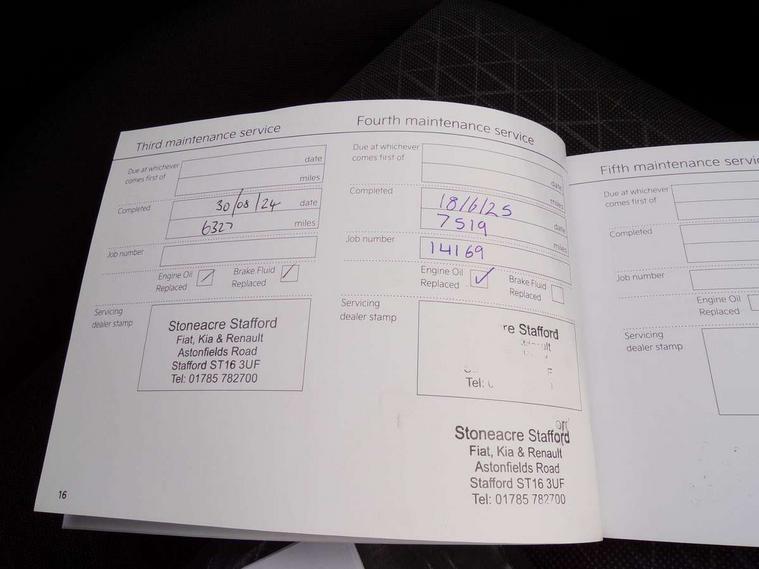 Third maintenance service
Due at whichever comes first of
date
miles
Completed
30/08/24 date
6327 miles
Job number
Engine Oil Replaced
Brake Fluid Replaced
Servicing dealer stamp
Stoneacre Stafford
Fiat, Kia & Renault
Astonfields Road
Stafford ST16 3UF
Tel: 01785 782700
16
Fourth maintenance service
Due at whichever comes first of
date
miles
Completed
18/6/25 date
7519 miles
Job number
14169
Engine Oil Replaced ✓
Brake Fluid Replaced
Servicing dealer stamp
re Stafford
Tel:
Stoneacre Stafford
Fiat, Kia & Renault
Astonfields Road
Stafford ST16 3UF
Tel: 01785 782700
Fifth maintenance servi
Due at whichever comes first of
Completed
Job number
Engine Oil Replaced
Servicing dealer stamp